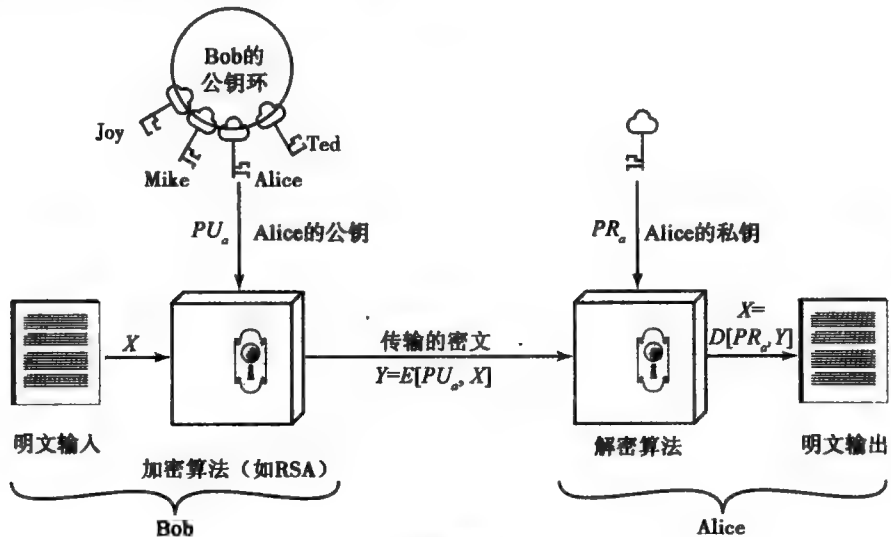 Bob的
公钥环
Joy
Mike
Alice
Ted
PUa
Alice的公钥
PRa
Alice的私钥
X
传输的密文
Y=E[PUa, X]
X=
D[PRa, Y]
明文输入
加密算法（如RSA）
解密算法
明文输出
Bob
Alice